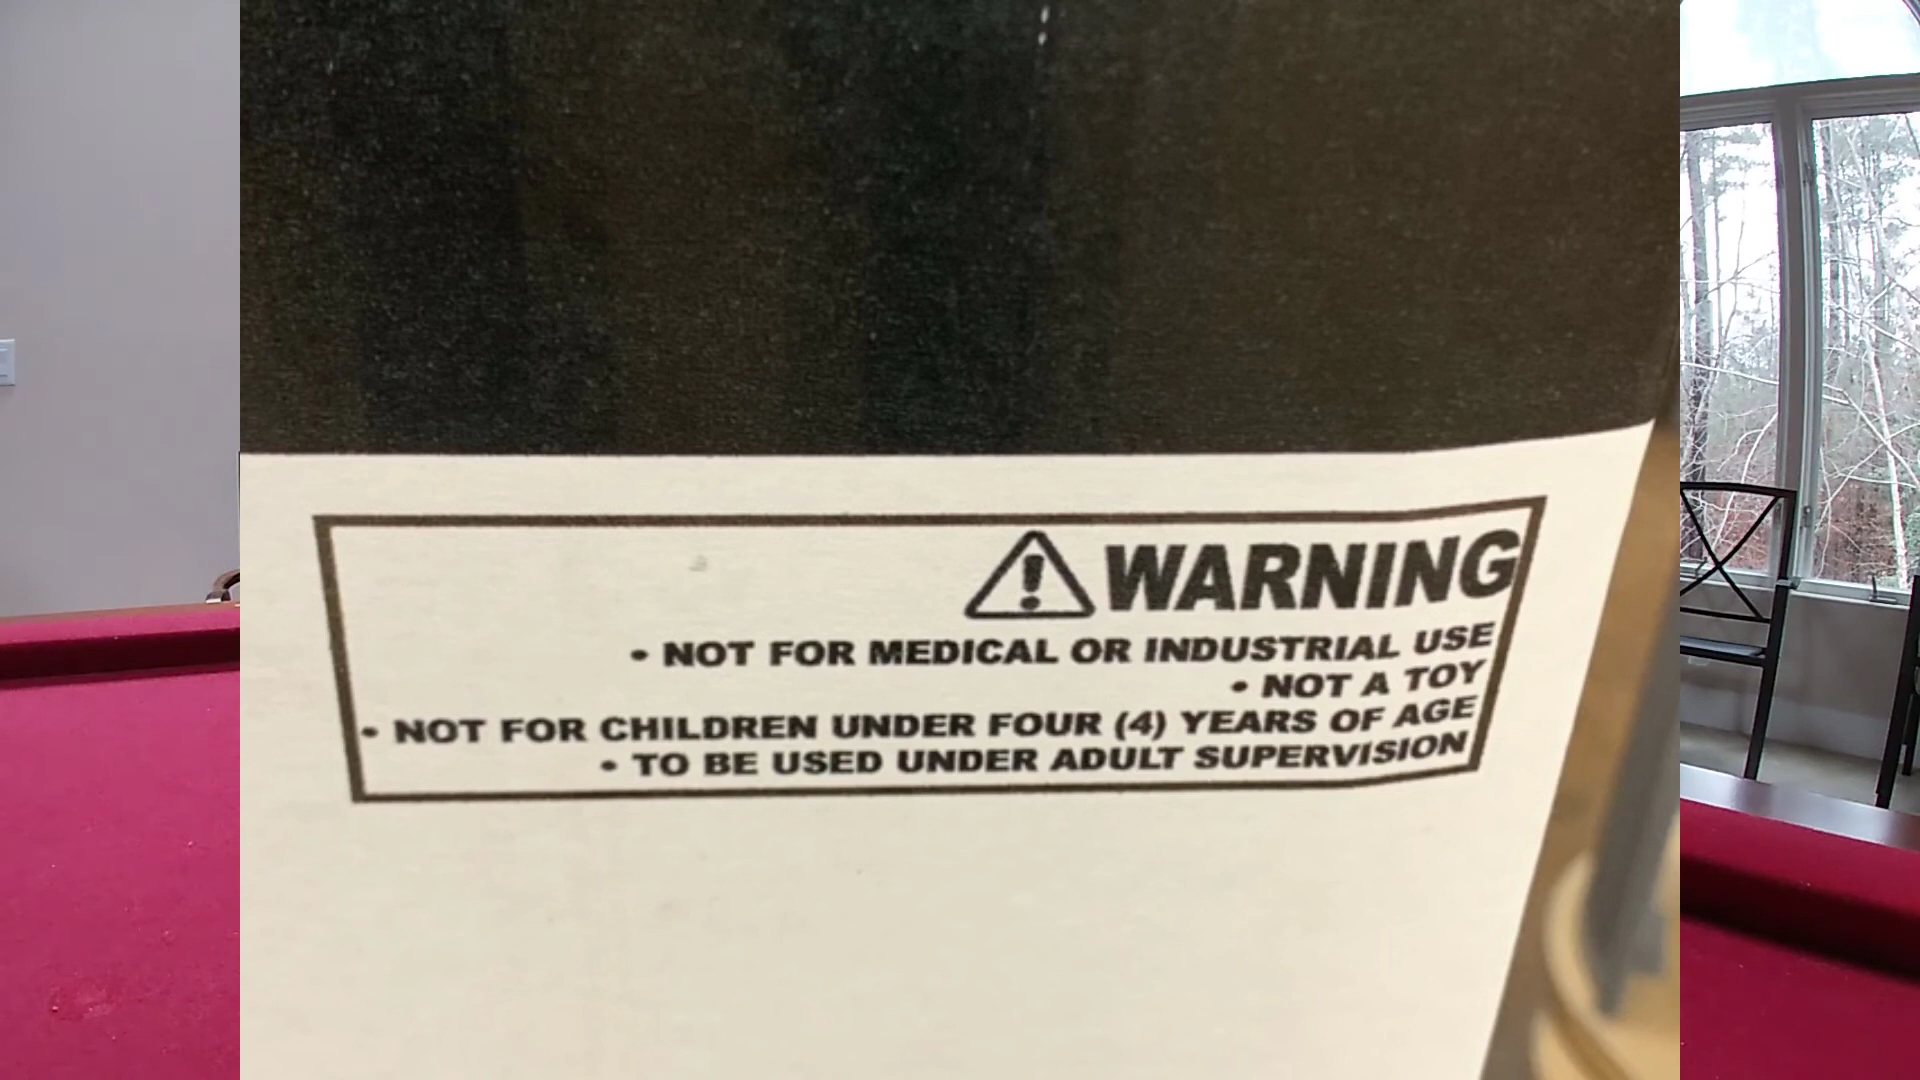 WARNING
• NOT FOR MEDICAL OR INDUSTRIAL USE
• NOT A TOY
• NOT FOR CHILDREN UNDER FOUR (4) YEARS OF AGE
• TO BE USED UNDER ADULT SUPERVISION